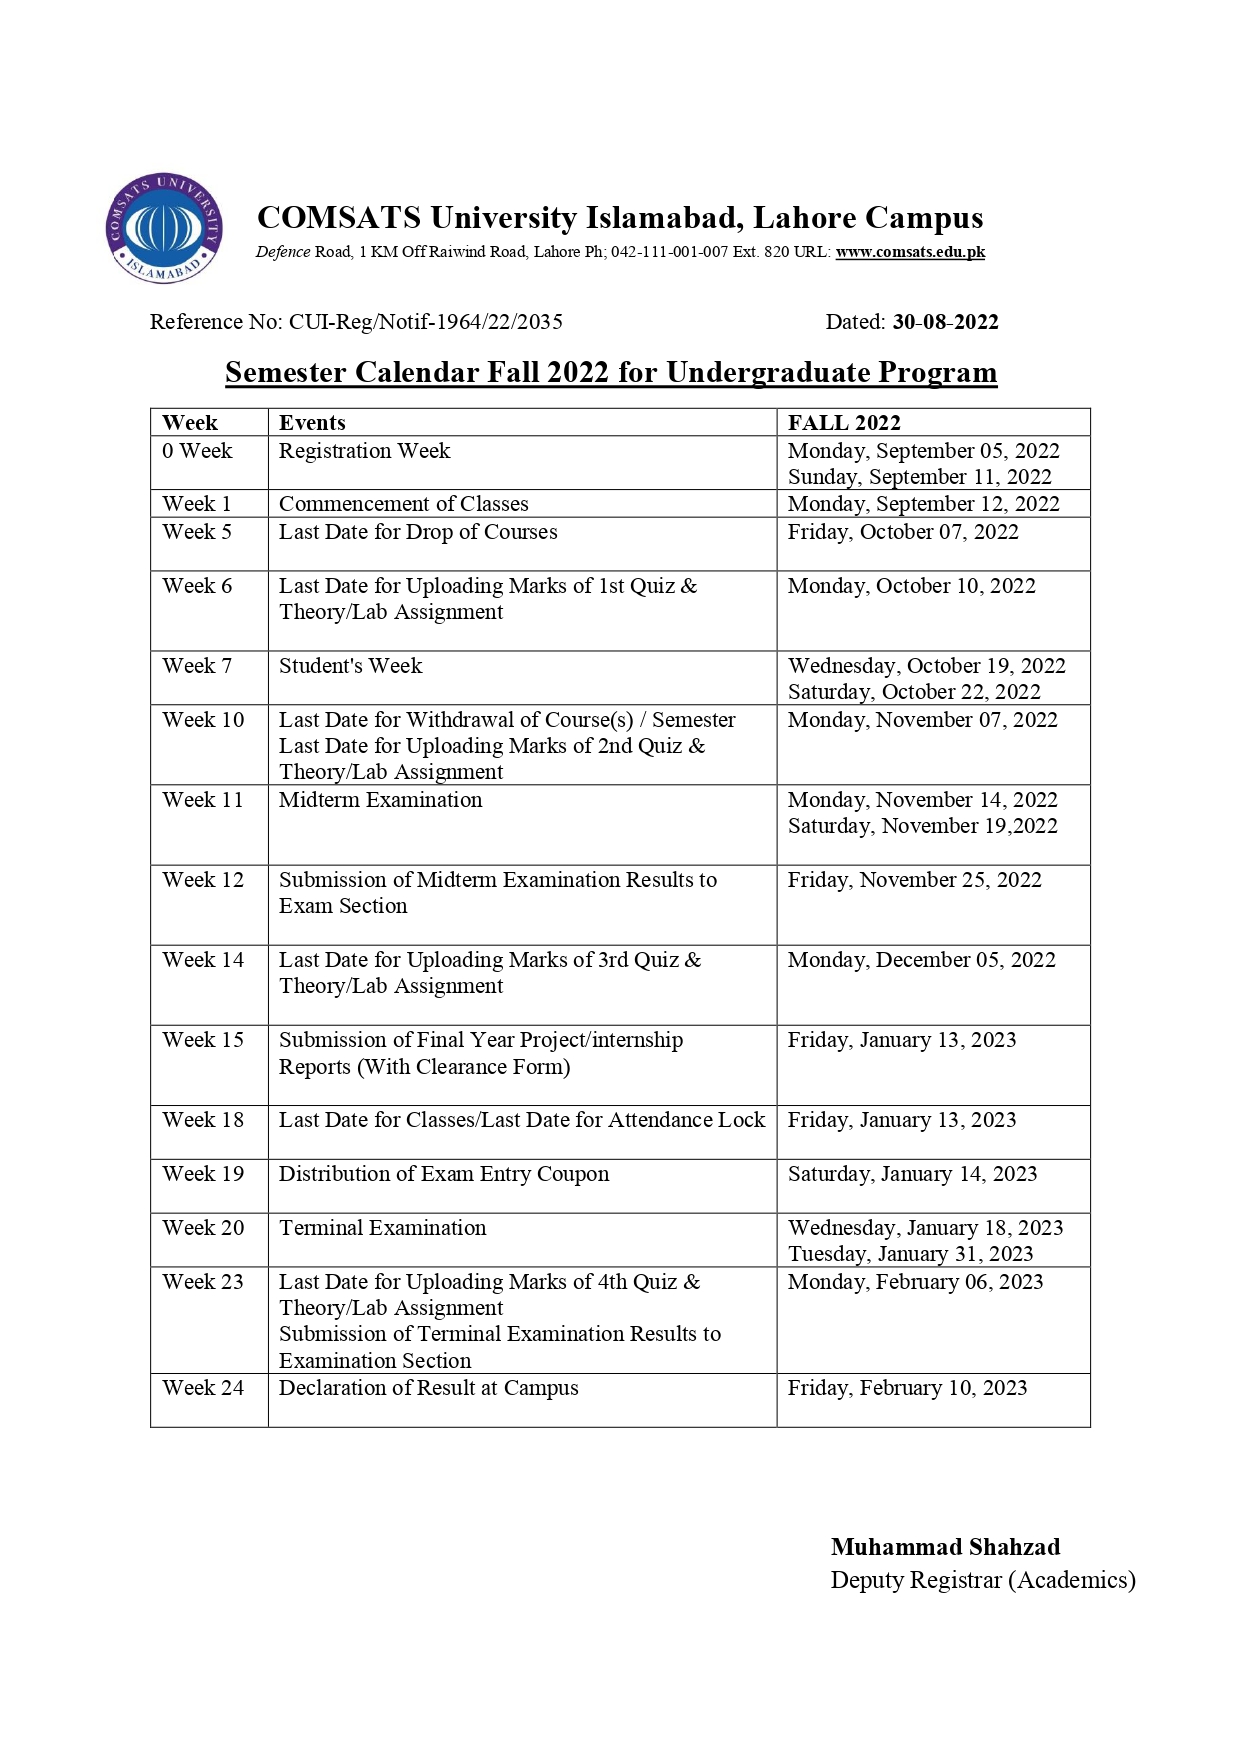 COMSATS UNIVERSITY
ISLAMABAD
COMSATS University Islamabad, Lahore Campus
Defence Road, 1 KM Off Raiwind Road, Lahore Ph; 042-111-001-007 Ext. 820 URL: www.comsats.edu.pk
Reference No: CUI-Reg/Notif-1964/22/2035 Dated: 30-08-2022
Semester Calendar Fall 2022 for Undergraduate Program
Week Events FALL 2022
0 Week Registration Week Monday, September 05, 2022
Sunday, September 11, 2022
Week 1 Commencement of Classes Monday, September 12, 2022
Week 5 Last Date for Drop of Courses Friday, October 07, 2022
Week 6 Last Date for Uploading Marks of 1st Quiz & Monday, October 10, 2022
Theory/Lab Assignment
Week 7 Student's Week Wednesday, October 19, 2022
Saturday, October 22, 2022
Week 10 Last Date for Withdrawal of Course(s) / Semester Monday, November 07, 2022
Last Date for Uploading Marks of 2nd Quiz &
Theory/Lab Assignment
Week 11 Midterm Examination Monday, November 14, 2022
Saturday, November 19,2022
Week 12 Submission of Midterm Examination Results to Friday, November 25, 2022
Exam Section
Week 14 Last Date for Uploading Marks of 3rd Quiz & Monday, December 05, 2022
Theory/Lab Assignment
Week 15 Submission of Final Year Project/internship Friday, January 13, 2023
Reports (With Clearance Form)
Week 18 Last Date for Classes/Last Date for Attendance Lock Friday, January 13, 2023
Week 19 Distribution of Exam Entry Coupon Saturday, January 14, 2023
Week 20 Terminal Examination Wednesday, January 18, 2023
Tuesday, January 31, 2023
Week 23 Last Date for Uploading Marks of 4th Quiz & Monday, February 06, 2023
Theory/Lab Assignment
Submission of Terminal Examination Results to
Examination Section
Week 24 Declaration of Result at Campus Friday, February 10, 2023
Muhammad Shahzad
Deputy Registrar (Academics)